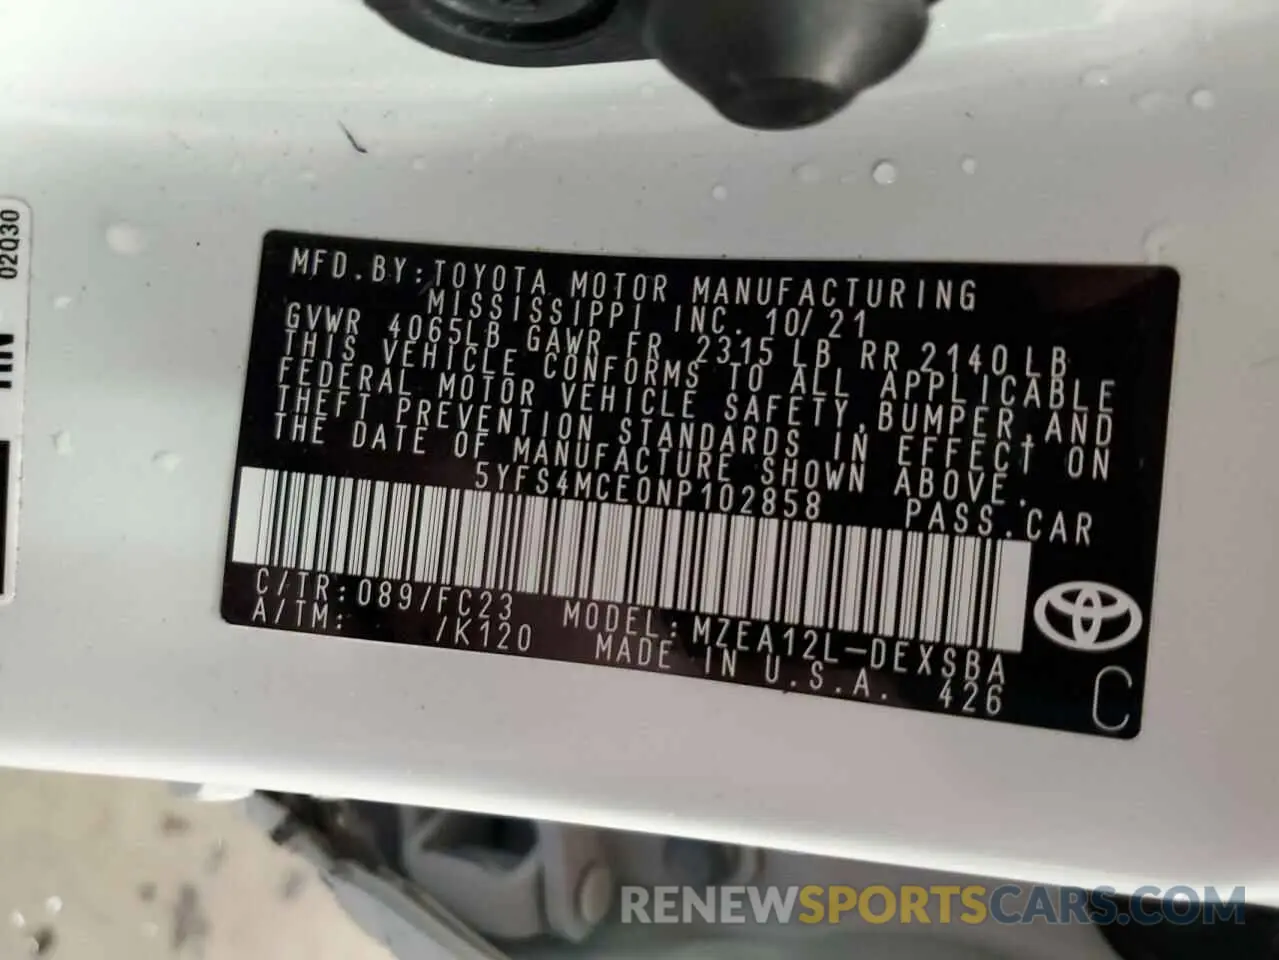 MFD.BY:TOYOTA MOTOR MANUFACTURING
MISSISSIPPI INC. 10/21
GVWR 4065LB GAWR FR 2315 LB RR 2140 LB
THIS VEHICLE CONFORMS TO ALL APPLICABLE
FEDERAL MOTOR VEHICLE SAFETY,BUMPER,AND
THEFT PREVENTION STANDARDS IN EFFECT ON
THE DATE OF MANUFACTURE SHOWN ABOVE.
5YFS4MCE0NP102858 PASS.CAR
C/TR:089/FC23 MODEL:MZEA12L-DEXSBA
A/TM: /K120 MADE IN U.S.A. 426
C
02Q30
RENEWSPORTSCARS.COM